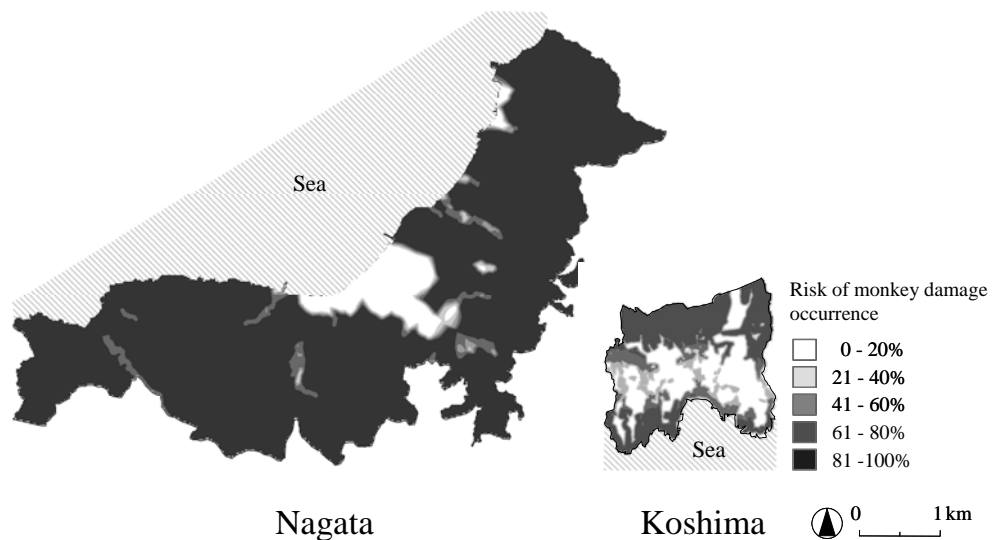 Sea
Risk of monkey damage
occurrence
0 - 20%
21 - 40%
41 - 60%
61 - 80%
81 -100%
Sea
Nagata
Koshima
0 1 km